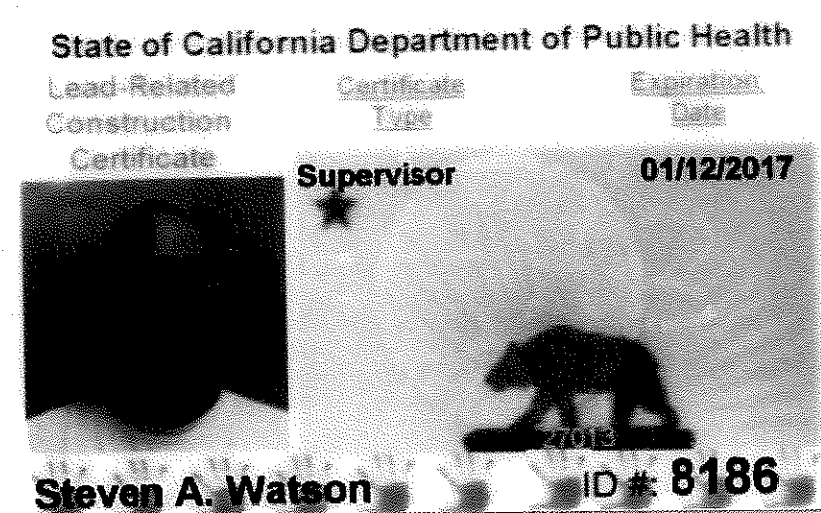 State of California Department of Public Health
Lead-Related
Construction
Certificate
Certificate
Type
Expiration
Date
Supervisor
01/12/2017
27013
Steven A. Watson
ID #: 8186